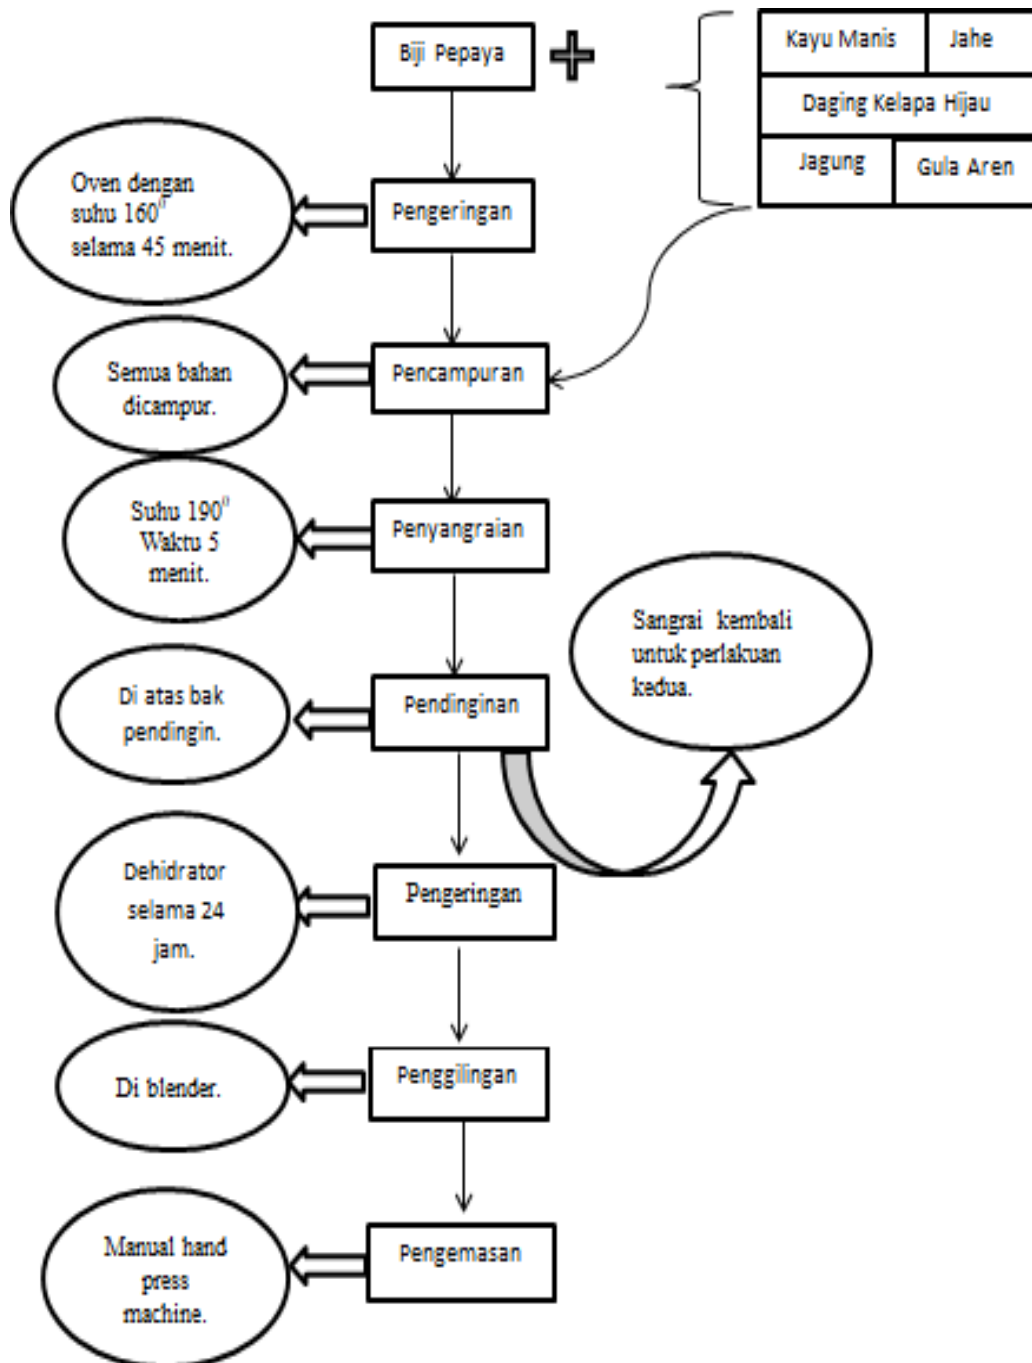 Biji Pepaya
Kayu Manis
Jahe
Daging Kelapa Hijau
Jagung
Gula Aren
Pengeringan
Oven dengan
suhu 160⁰
selama 45 menit.
Pencampuran
Semua bahan
dicampur.
Penyangraian
Suhu 190⁰
Waktu 5
menit.
Pendinginan
Di atas bak
pendingin.
Sangrai kembali
untuk perlakuan
kedua.
Pengeringan
Dehidrator
selama 24
jam.
Penggilingan
Di blender.
Pengemasan
Manual hand
press
machine.